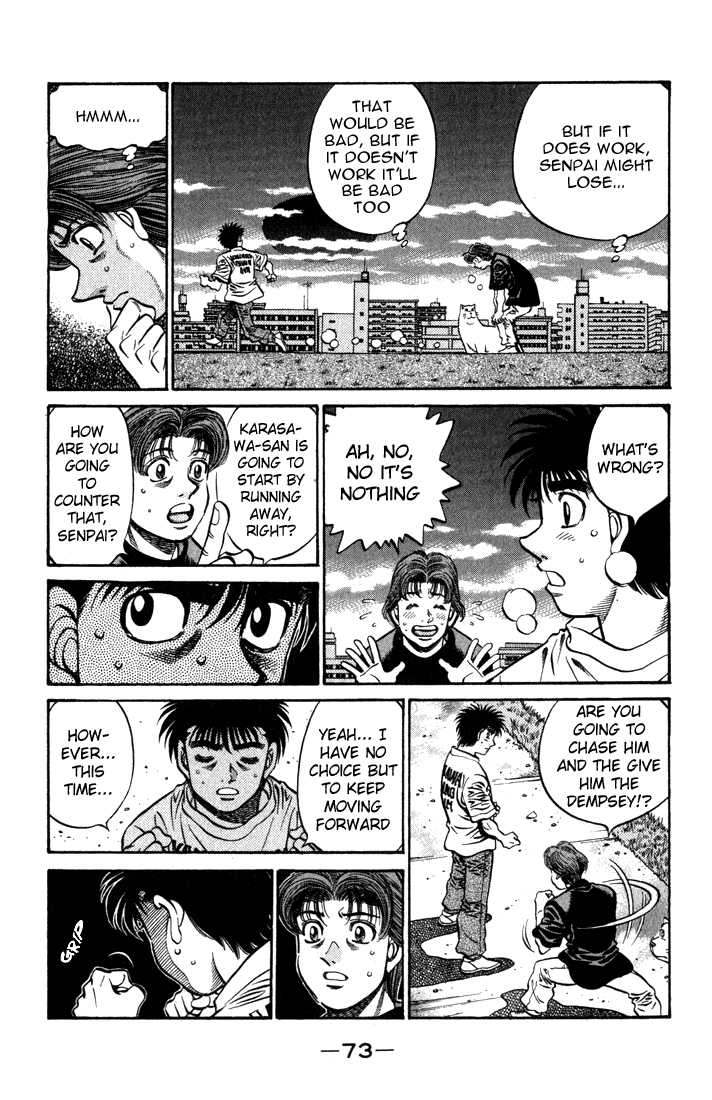 BUT IF IT
DOES WORK,
SENPAI MIGHT
LOSE...
THAT
WOULD BE
BAD, BUT IF
IT DOESN'T
WORK IT'LL
BE BAD
TOO
HMMM...
WHAT'S
WRONG?
AH, NO,
NO IT'S
NOTHING
KARASA-
WA-SAN IS
GOING TO
START BY
RUNNING
AWAY,
RIGHT?
HOW
ARE YOU
GOING
TO
COUNTER
THAT,
SENPAI?
ARE YOU
GOING TO
CHASE HIM
AND THE GIVE
HIM THE
DEMPSEY!?
YEAH... I
HAVE NO
CHOICE BUT
TO KEEP
MOVING
FORWARD
HOW-
EVER...
THIS
TIME...
GRIP
—73—